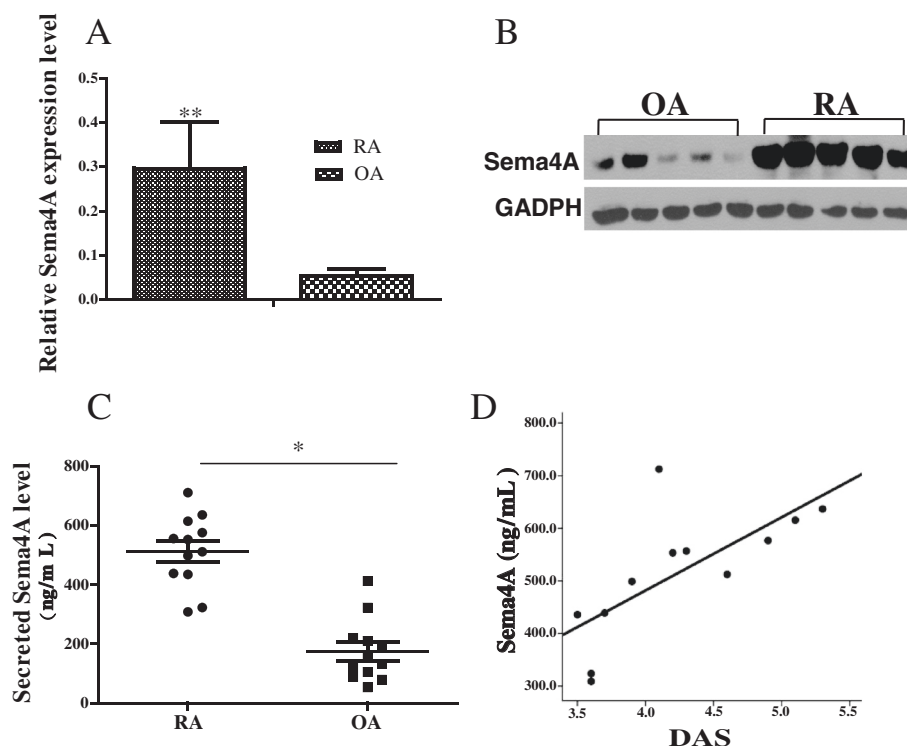 A
Relative Sema4A expression level
0.5
0.4
0.3
0.2
0.1
0.0
**
RA
OA
B
OA RA
Sema4A
GADPH
C
Secreted Sema4A level
(ng/m L)
800
600
400
200
0
*
RA OA
D
Sema4A (ng/mL)
800.0
700.0
600.0
500.0
400.0
300.0
3.5 4.0 4.5 5.0 5.5
DAS